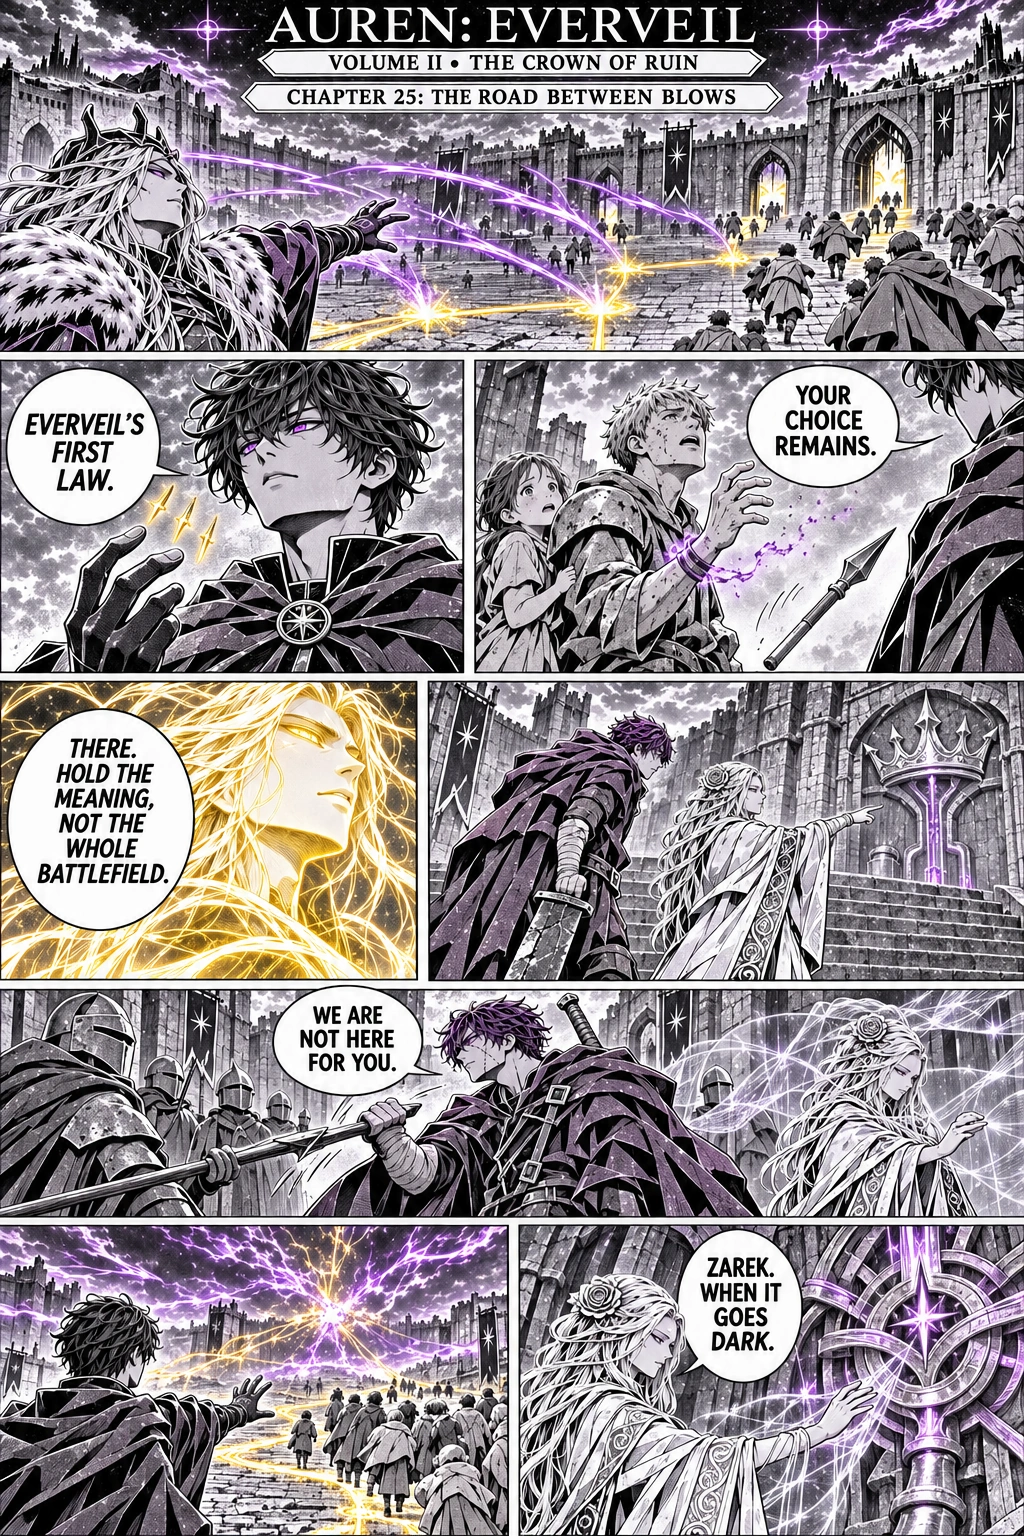 AUREN: EVERVEIL
VOLUME II • THE CROWN OF RUIN
CHAPTER 25: THE ROAD BETWEEN BLOWS
EVERVEIL'S
FIRST
LAW.
YOUR
CHOICE
REMAINS.
THERE.
HOLD THE
MEANING,
NOT THE
WHOLE
BATTLEFIELD.
WE ARE
NOT HERE
FOR YOU.
ZAREK.
WHEN IT
GOES
DARK.